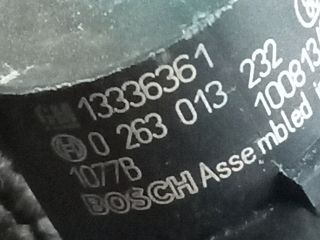 GM 13336361
0 263 013 232
1077B 100813
BOSCH Assembled i